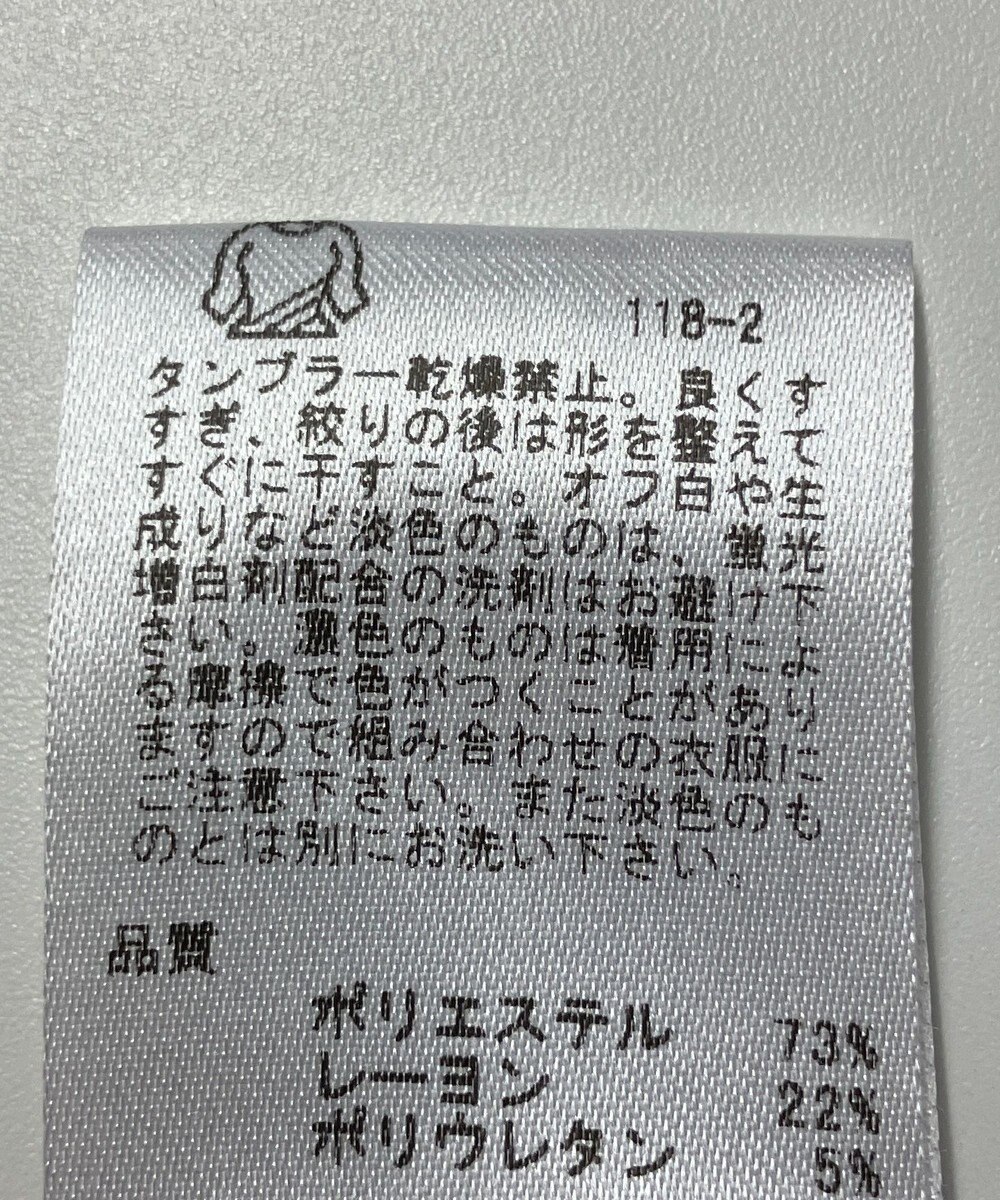 118-2
タンブラー乾燥禁止。良くす
すぎ、絞りの後は形を整えて
すぐに干すこと。オフ白や生
成りなど淡色のものは、蛍光
増白剤配合の洗剤はお避け下
さい。濃色のものは着用によ
る摩擦で色がつくことがあり
ますので組み合わせの衣服に
ご注意下さい。また淡色のも
のとは別にお洗い下さい。
品質
ポリエステル 73%
レーヨン 22%
ポリウレタン 5%